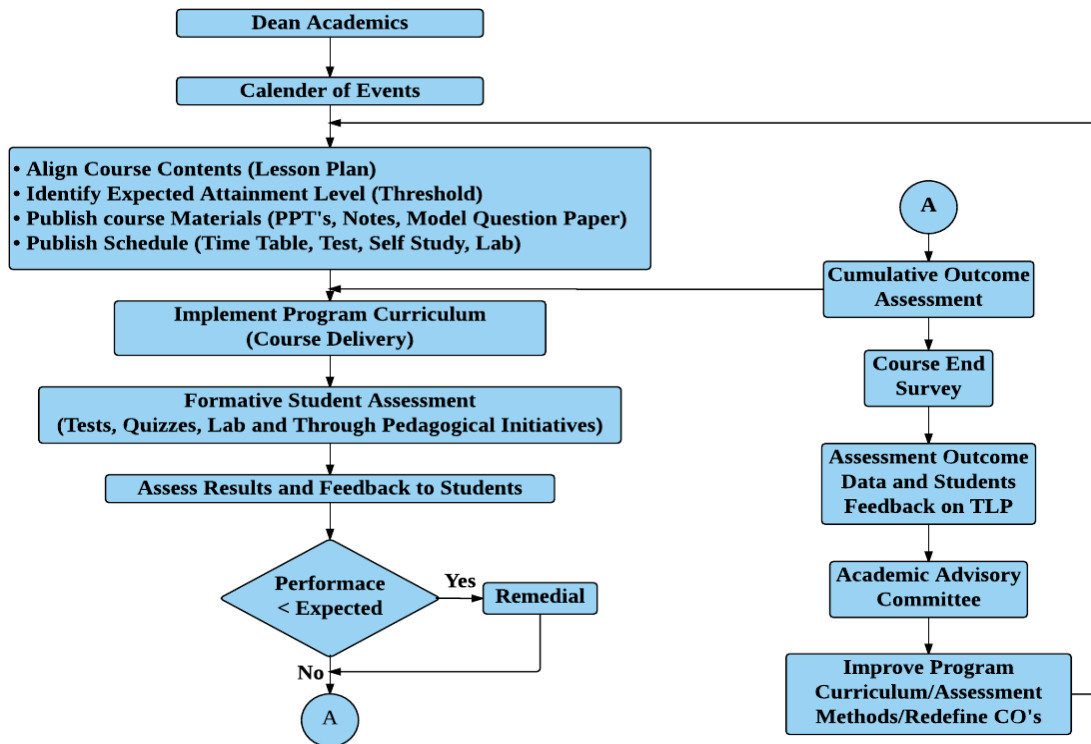 Dean Academics
Calender of Events
• Align Course Contents (Lesson Plan)
• Identify Expected Attainment Level (Threshold)
• Publish course Materials (PPT's, Notes, Model Question Paper)
• Publish Schedule (Time Table, Test, Self Study, Lab)
Implement Program Curriculum
(Course Delivery)
Formative Student Assessment
(Tests, Quizzes, Lab and Through Pedagogical Initiatives)
Assess Results and Feedback to Students
Performace
< Expected
Yes
Remedial
No
A
A
Cumulative Outcome
Assessment
Course End
Survey
Assessment Outcome
Data and Students
Feedback on TLP
Academic Advisory
Committee
Improve Program
Curriculum/Assessment
Methods/Redefine CO's